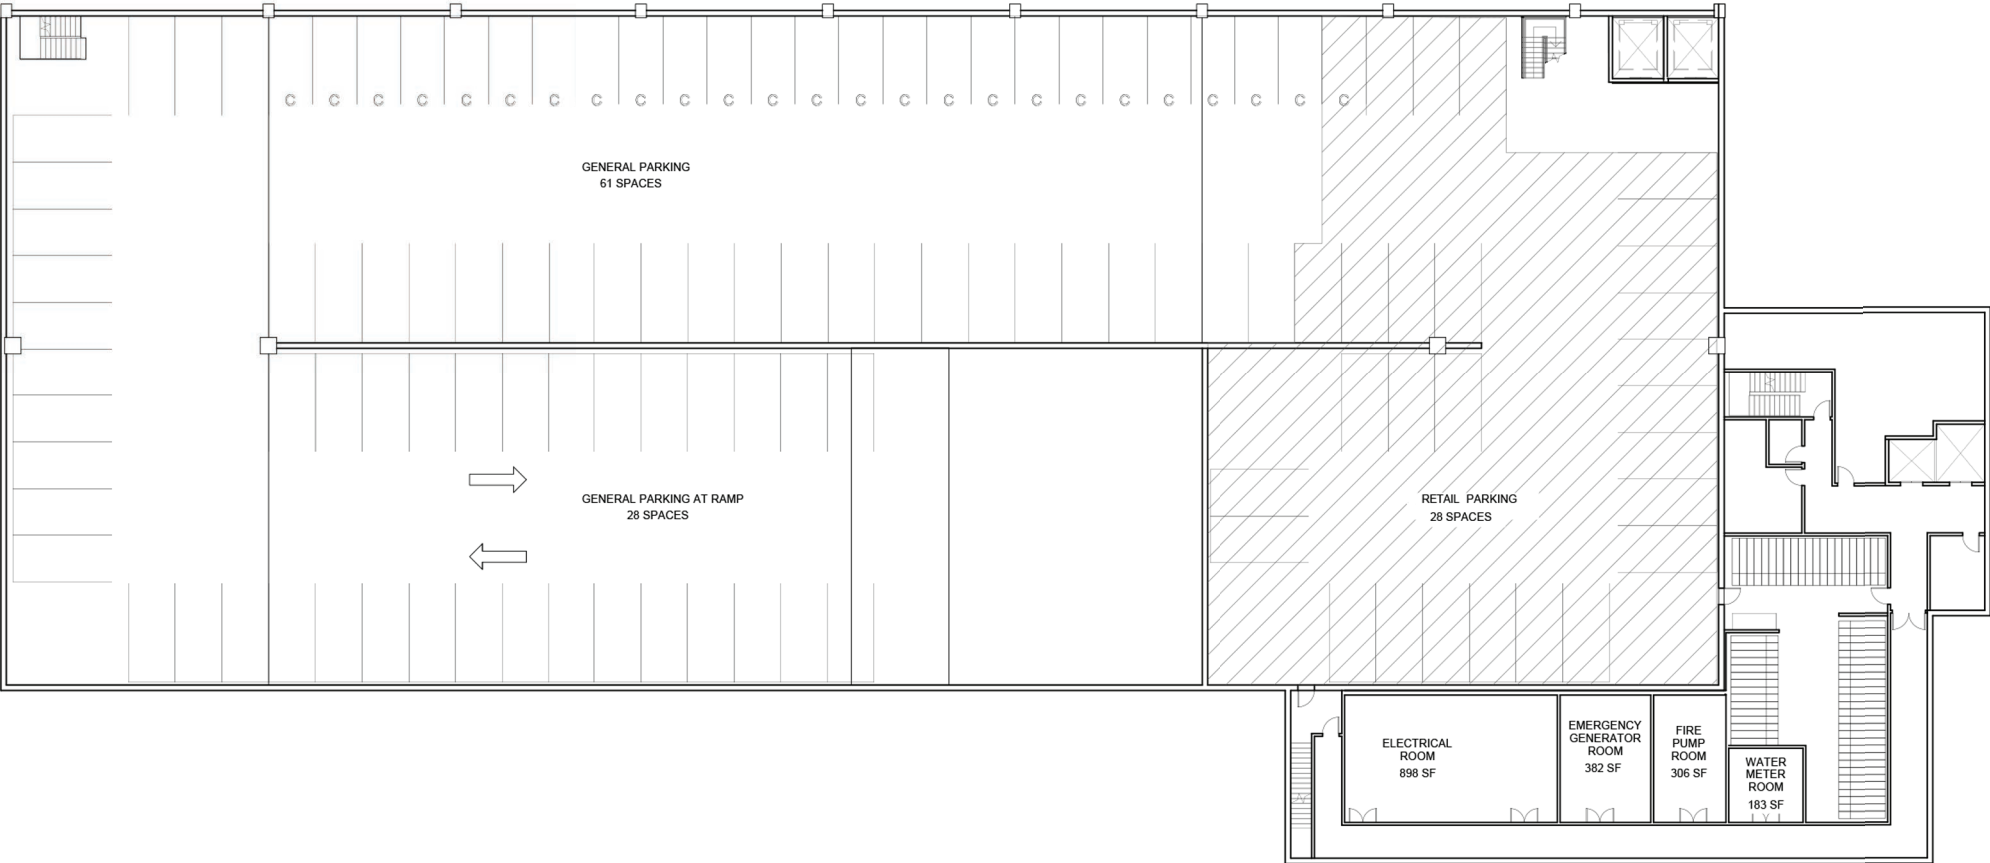 C C C C C C C C C C C C C C C C C C C C C C C C C
GENERAL PARKING
61 SPACES
GENERAL PARKING AT RAMP
28 SPACES
RETAIL PARKING
28 SPACES
ELECTRICAL
ROOM
898 SF
EMERGENCY
GENERATOR
ROOM
382 SF
FIRE
PUMP
ROOM
306 SF
WATER
METER
ROOM
183 SF